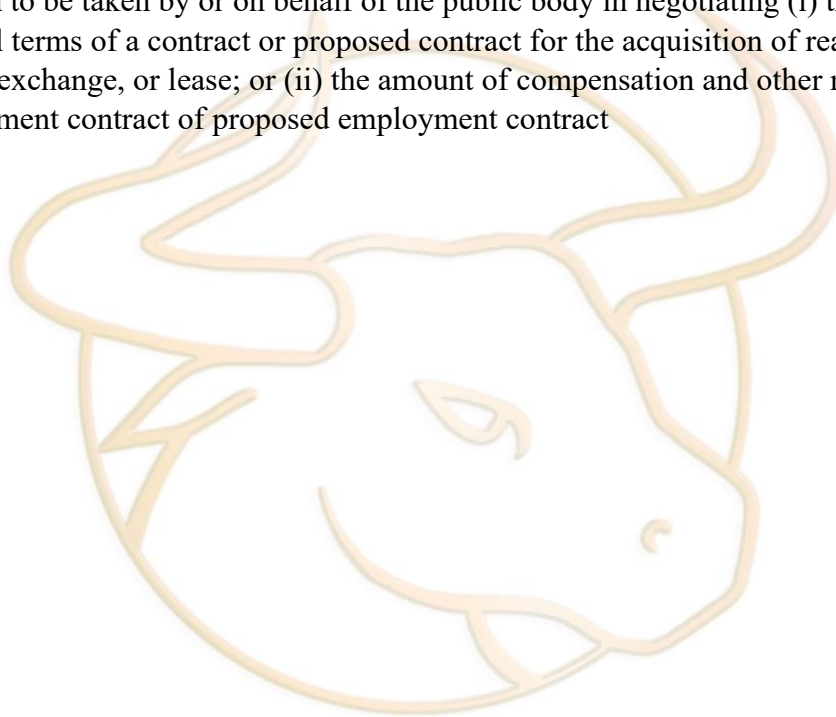 to be taken by or on behalf of the public body in negotiating (i)
terms of a contract or proposed contract for the acquisition of
exchange, or lease; or (ii) the amount of compensation and other
ment contract of proposed employment contract